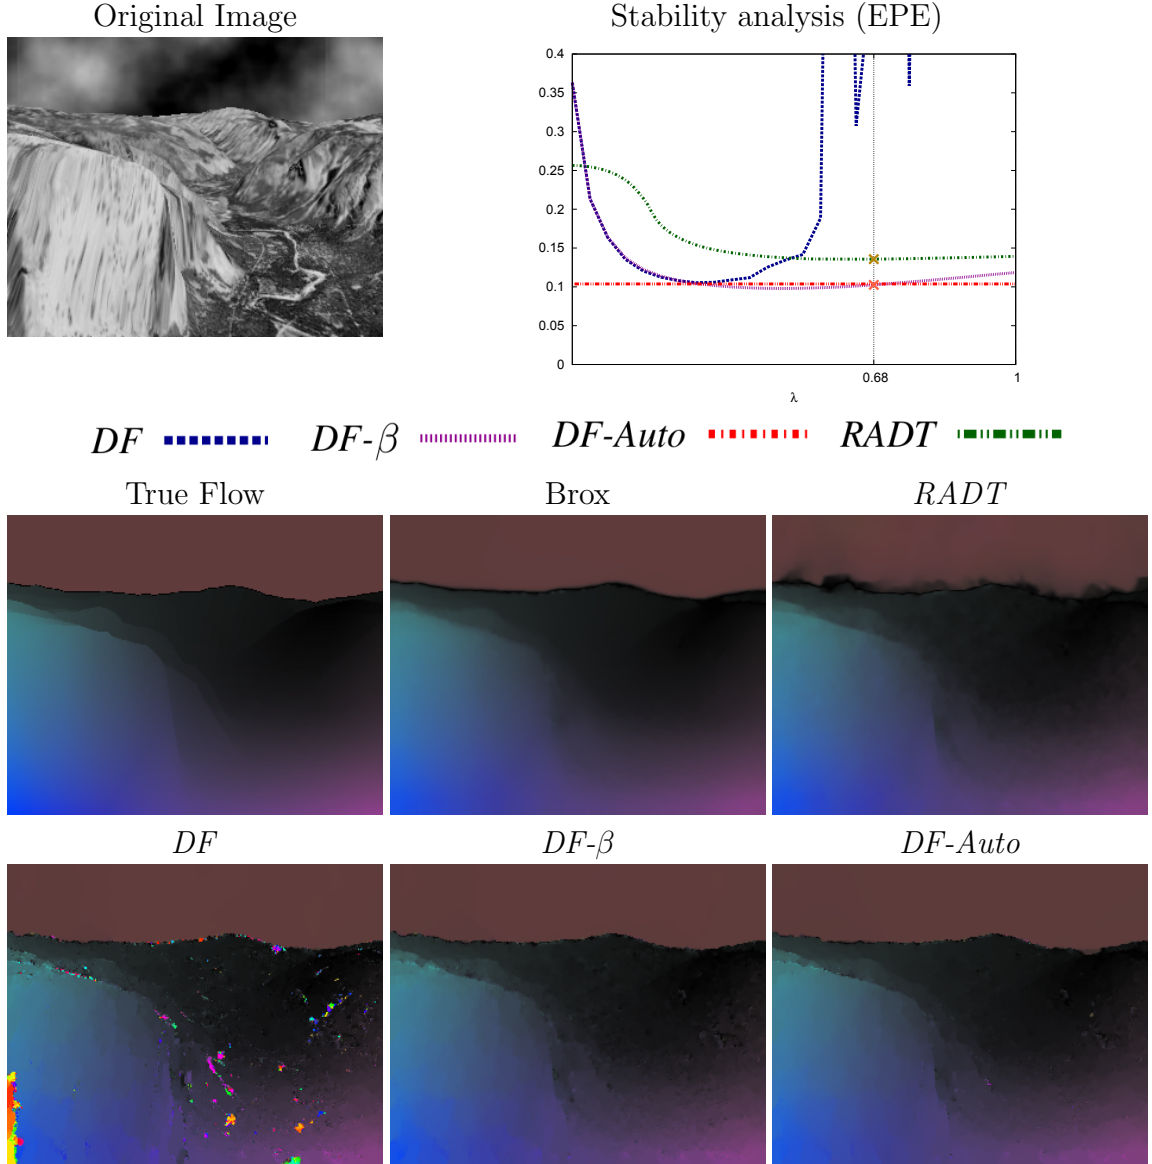 Original Image
Stability analysis (EPE)
0.4
0.35
0.3
0.25
0.2
0.15
0.1
0.05
0
0.68
1
λ
DF
DF-β
DF-Auto
RADT
True Flow
Brox
RADT
DF
DF-β
DF-Auto